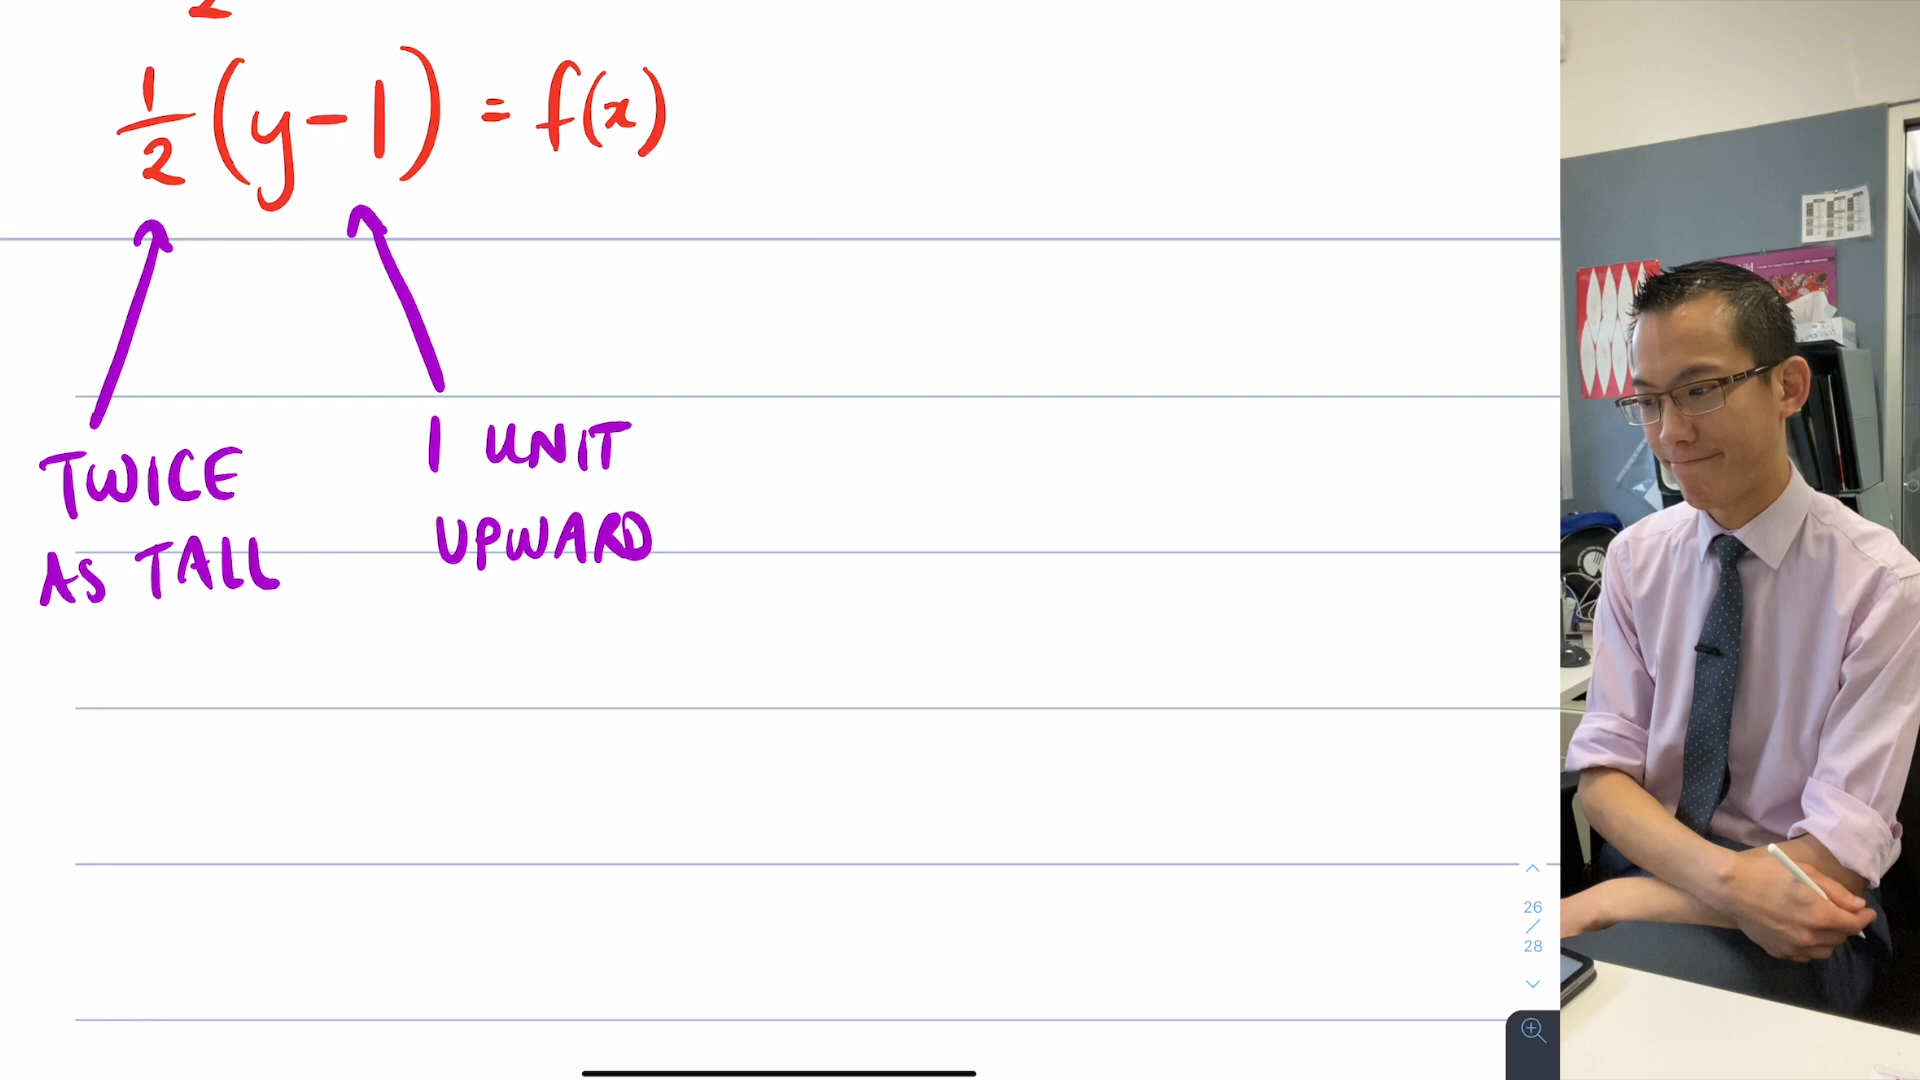 1/2 (y-1) = f(x)
TWICE
AS TALL
1 UNIT
UPWARD
26
/
28